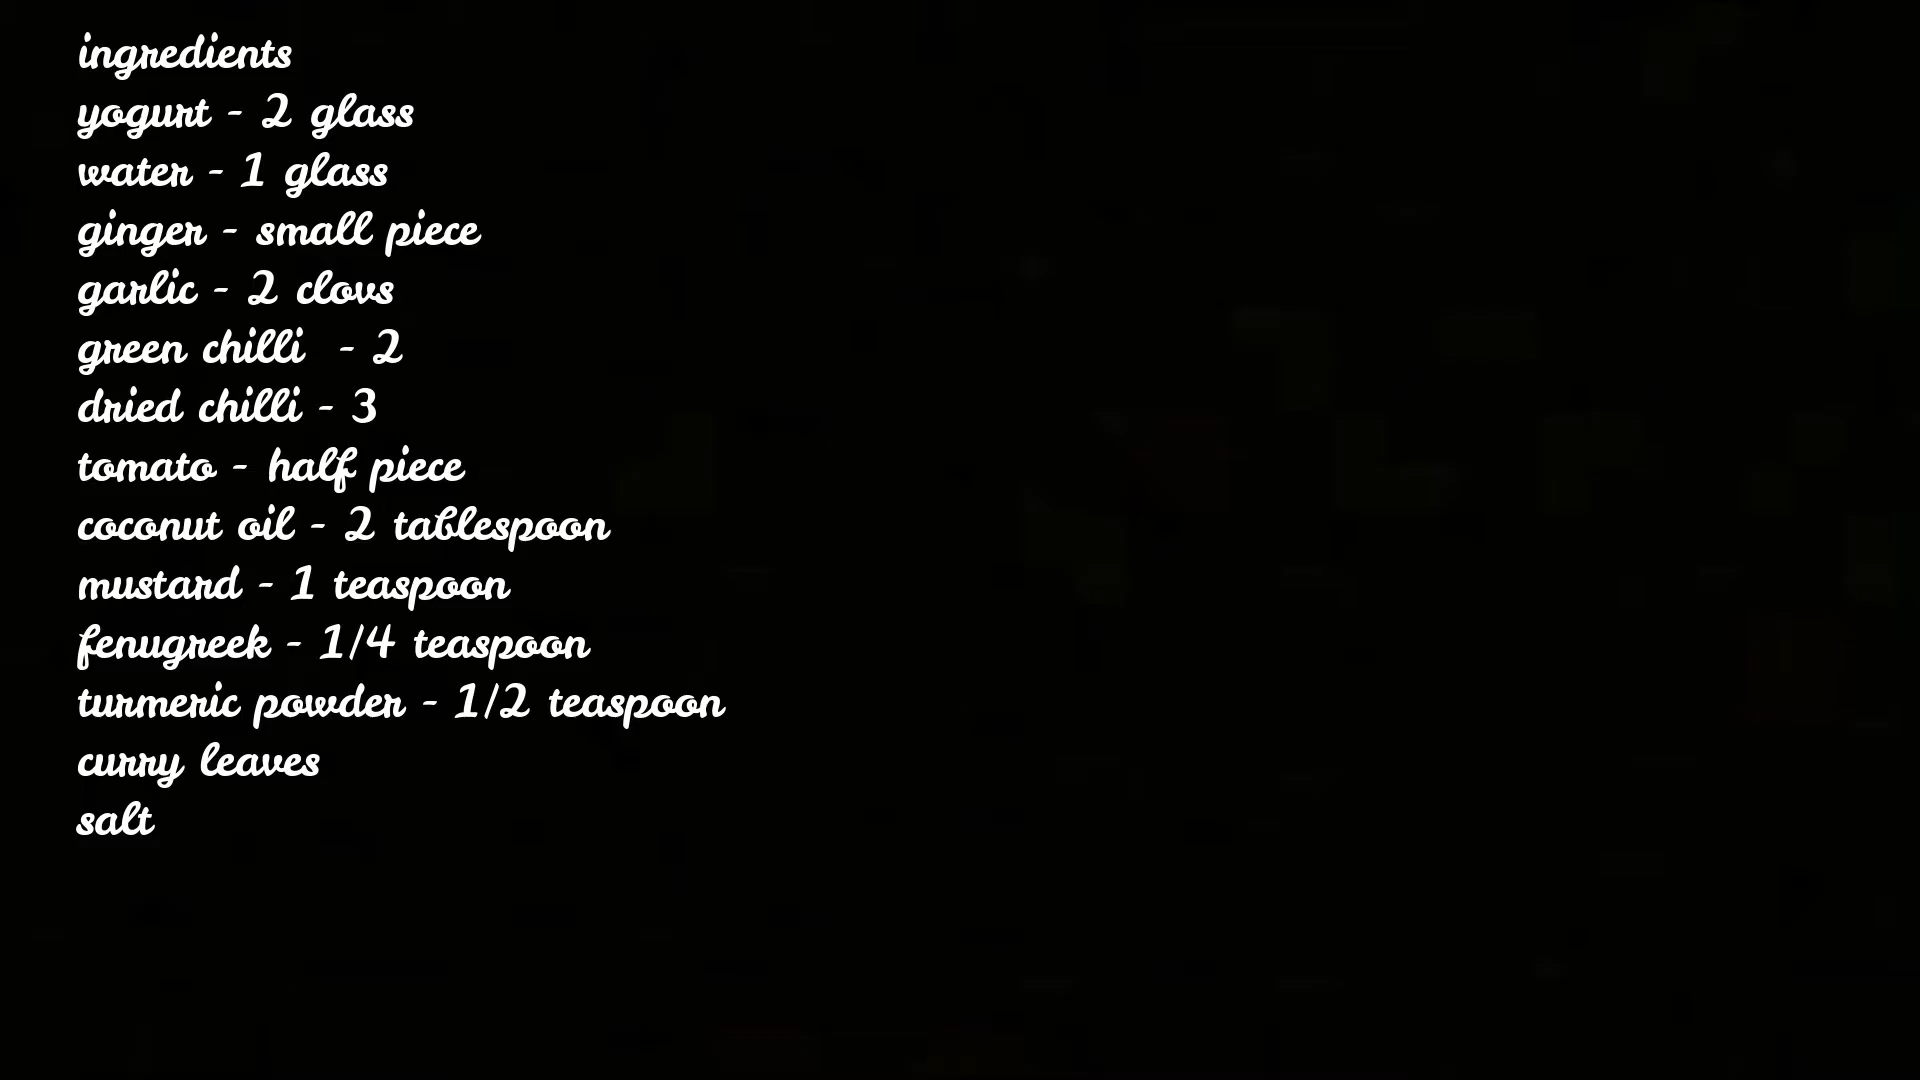 ingredients
yogurt - 2 glass
water - 1 glass
ginger - small piece
garlic - 2 clovs
green chilli  - 2
dried chilli - 3
tomato - half piece
coconut oil - 2 tablespoon
mustard - 1 teaspoon
fenugreek - 1/4 teaspoon
turmeric powder - 1/2 teaspoon
curry leaves
salt